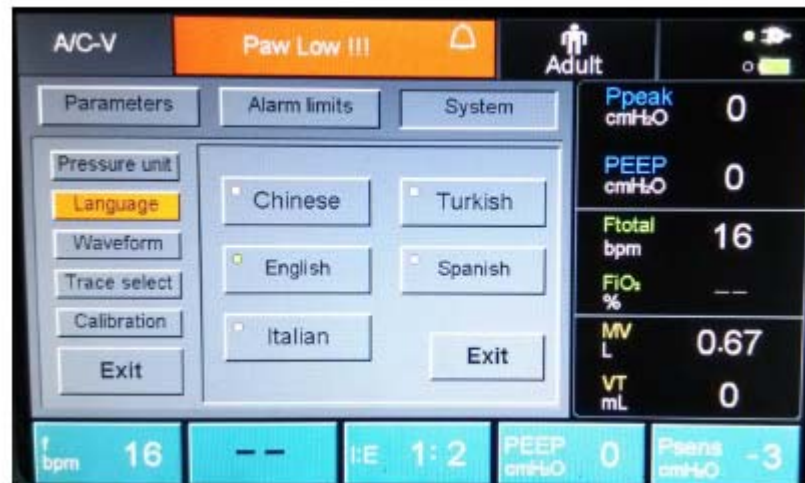 A/C-V
Paw Low !!!
Adult
Parameters
Alarm limits
System
Pressure unit
Language
Waveform
Trace select
Calibration
Exit
Chinese
Turkish
English
Spanish
Italian
Exit
Ppeak 0
cmH₂O
PEEP 0
cmH₂O
Ftotal 16
bpm
FiO₂ --
%
MV 0.67
L
VT 0
mL
f 16
bpm
--
I:E 1:2
PEEP 0
cmH₂O
Psens -3
cmH₂O